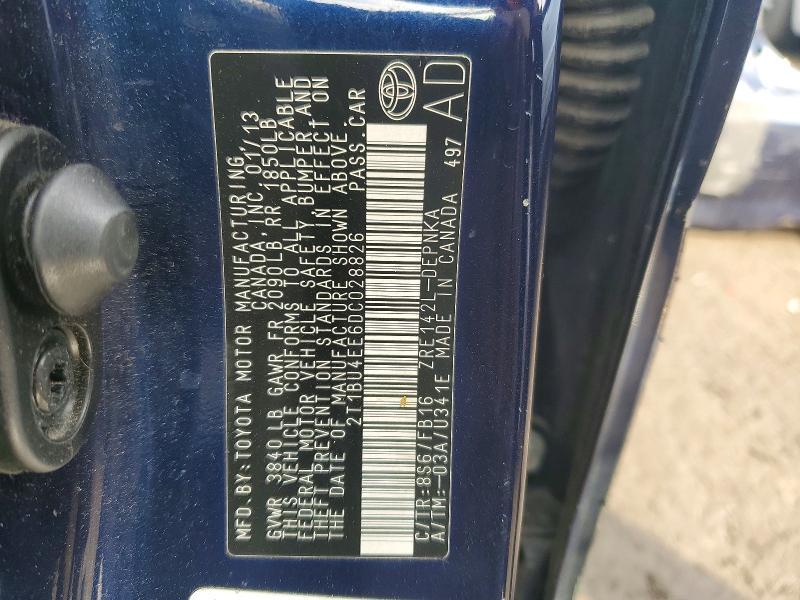 MFD.BY:TOYOTA MOTOR MANUFACTURING
CANADA, INC. 01/13
GVWR 3840 LB GAWR FR 2090LB RR 1850LB
THIS VEHICLE CONFORMS TO ALL APPLICABLE
FEDERAL MOTOR VEHICLE SAFETY, BUMPER, AND
THEFT PREVENTION STANDARDS IN EFFECT ON
THE DATE OF MANUFACTURE SHOWN ABOVE.
2T1BU4EE6DC028826 PASS.CAR
C/TR:8S6/FB16 ZRE142L-DEPNKA
A/TM:-03A/U341E MADE IN CANADA 497
AD